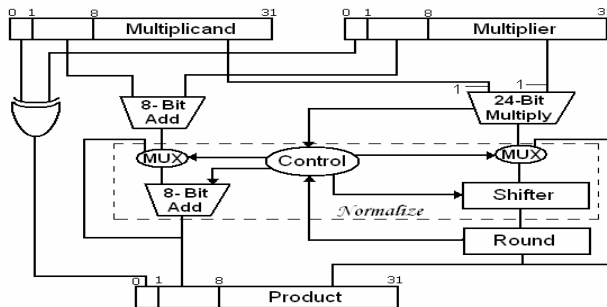 0 1 8 31
Multiplicand
0 1 8 3
Multiplier
1
1
8- Bit
Add
24-Bit
Multiply
MUX
Control
MUX
8- Bit
Add
Shifter
Normalize
Round
0 1 8 31
Product